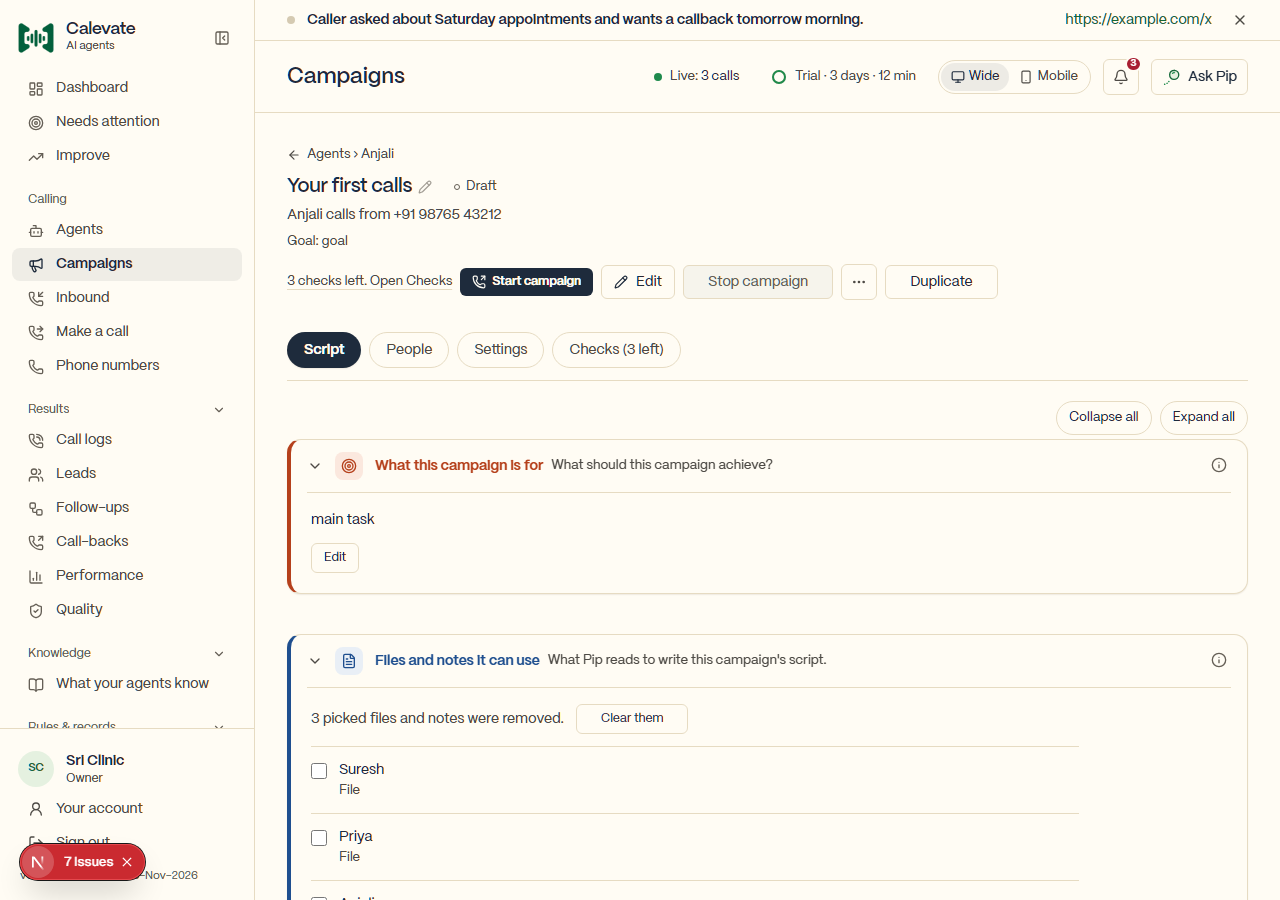 Calevate
AI agents
Dashboard
Needs attention
Improve
Calling
Agents
Campaigns
Inbound
Make a call
Phone numbers
Results
Call logs
Leads
Follow-ups
Call-backs
Performance
Quality
Knowledge
What your agents know
Rules & records
SC
Sri Clinic
Owner
Your account
Sign out
N 7 Issues
-Nov-2026
Caller asked about Saturday appointments and wants a callback tomorrow morning.
https://example.com/x
Campaigns
Live: 3 calls
Trial · 3 days · 12 min
Wide
Mobile
3
Ask Pip
Agents › Anjali
Your first calls
Draft
Anjali calls from +91 98765 43212
Goal: goal
3 checks left. Open Checks
Start campaign
Edit
Stop campaign
Duplicate
Script
People
Settings
Checks (3 left)
Collapse all
Expand all
What this campaign is for What should this campaign achieve?
main task
Edit
Files and notes it can use What Pip reads to write this campaign's script.
3 picked files and notes were removed.
Clear them
Suresh
File
Priya
File